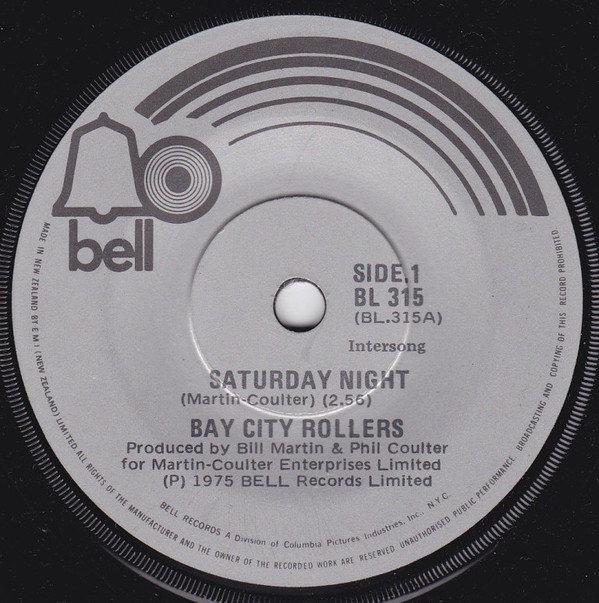 bell
SIDE.1
BL 315
(BL.315A)
Intersong
SATURDAY NIGHT
(Martin-Coulter) (2.56)
BAY CITY ROLLERS
Produced by Bill Martin & Phil Coulter
for Martin-Coulter Enterprises Limited
(P) 1975 BELL Records Limited
BELL RECORDS A Division of Columbia Pictures Industries, Inc., N.Y.C.
MADE IN NEW ZEALAND BY E M I (NEW ZEALAND) LIMITED. ALL RIGHTS OF THE MANUFACTURER AND THE OWNER OF THE RECORDED WORK ARE RESERVED. UNAUTHORISED PUBLIC PERFORMANCE, BROADCASTING AND COPYING OF THIS RECORD PROHIBITED.